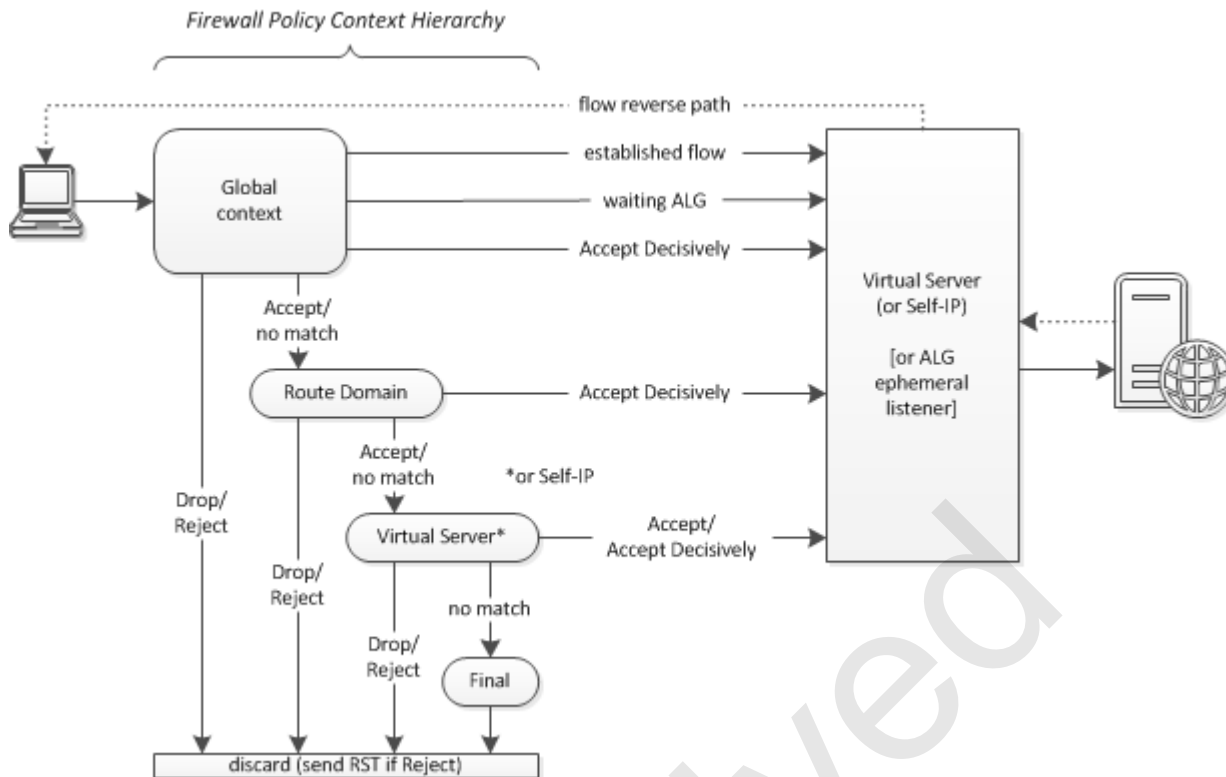 Firewall Policy Context Hierarchy
flow reverse path
established flow
Global
context
waiting ALG
Accept Decisively
Virtual Server
(or Self-IP)
[or ALG
ephemeral
listener]
Accept/
no match
Route Domain
Accept Decisively
Accept/
no match
*or Self-IP
Drop/
Reject
Virtual Server*
Accept/
Accept Decisively
Drop/
Reject
no match
Drop/
Reject
Final
discard (send RST if Reject)